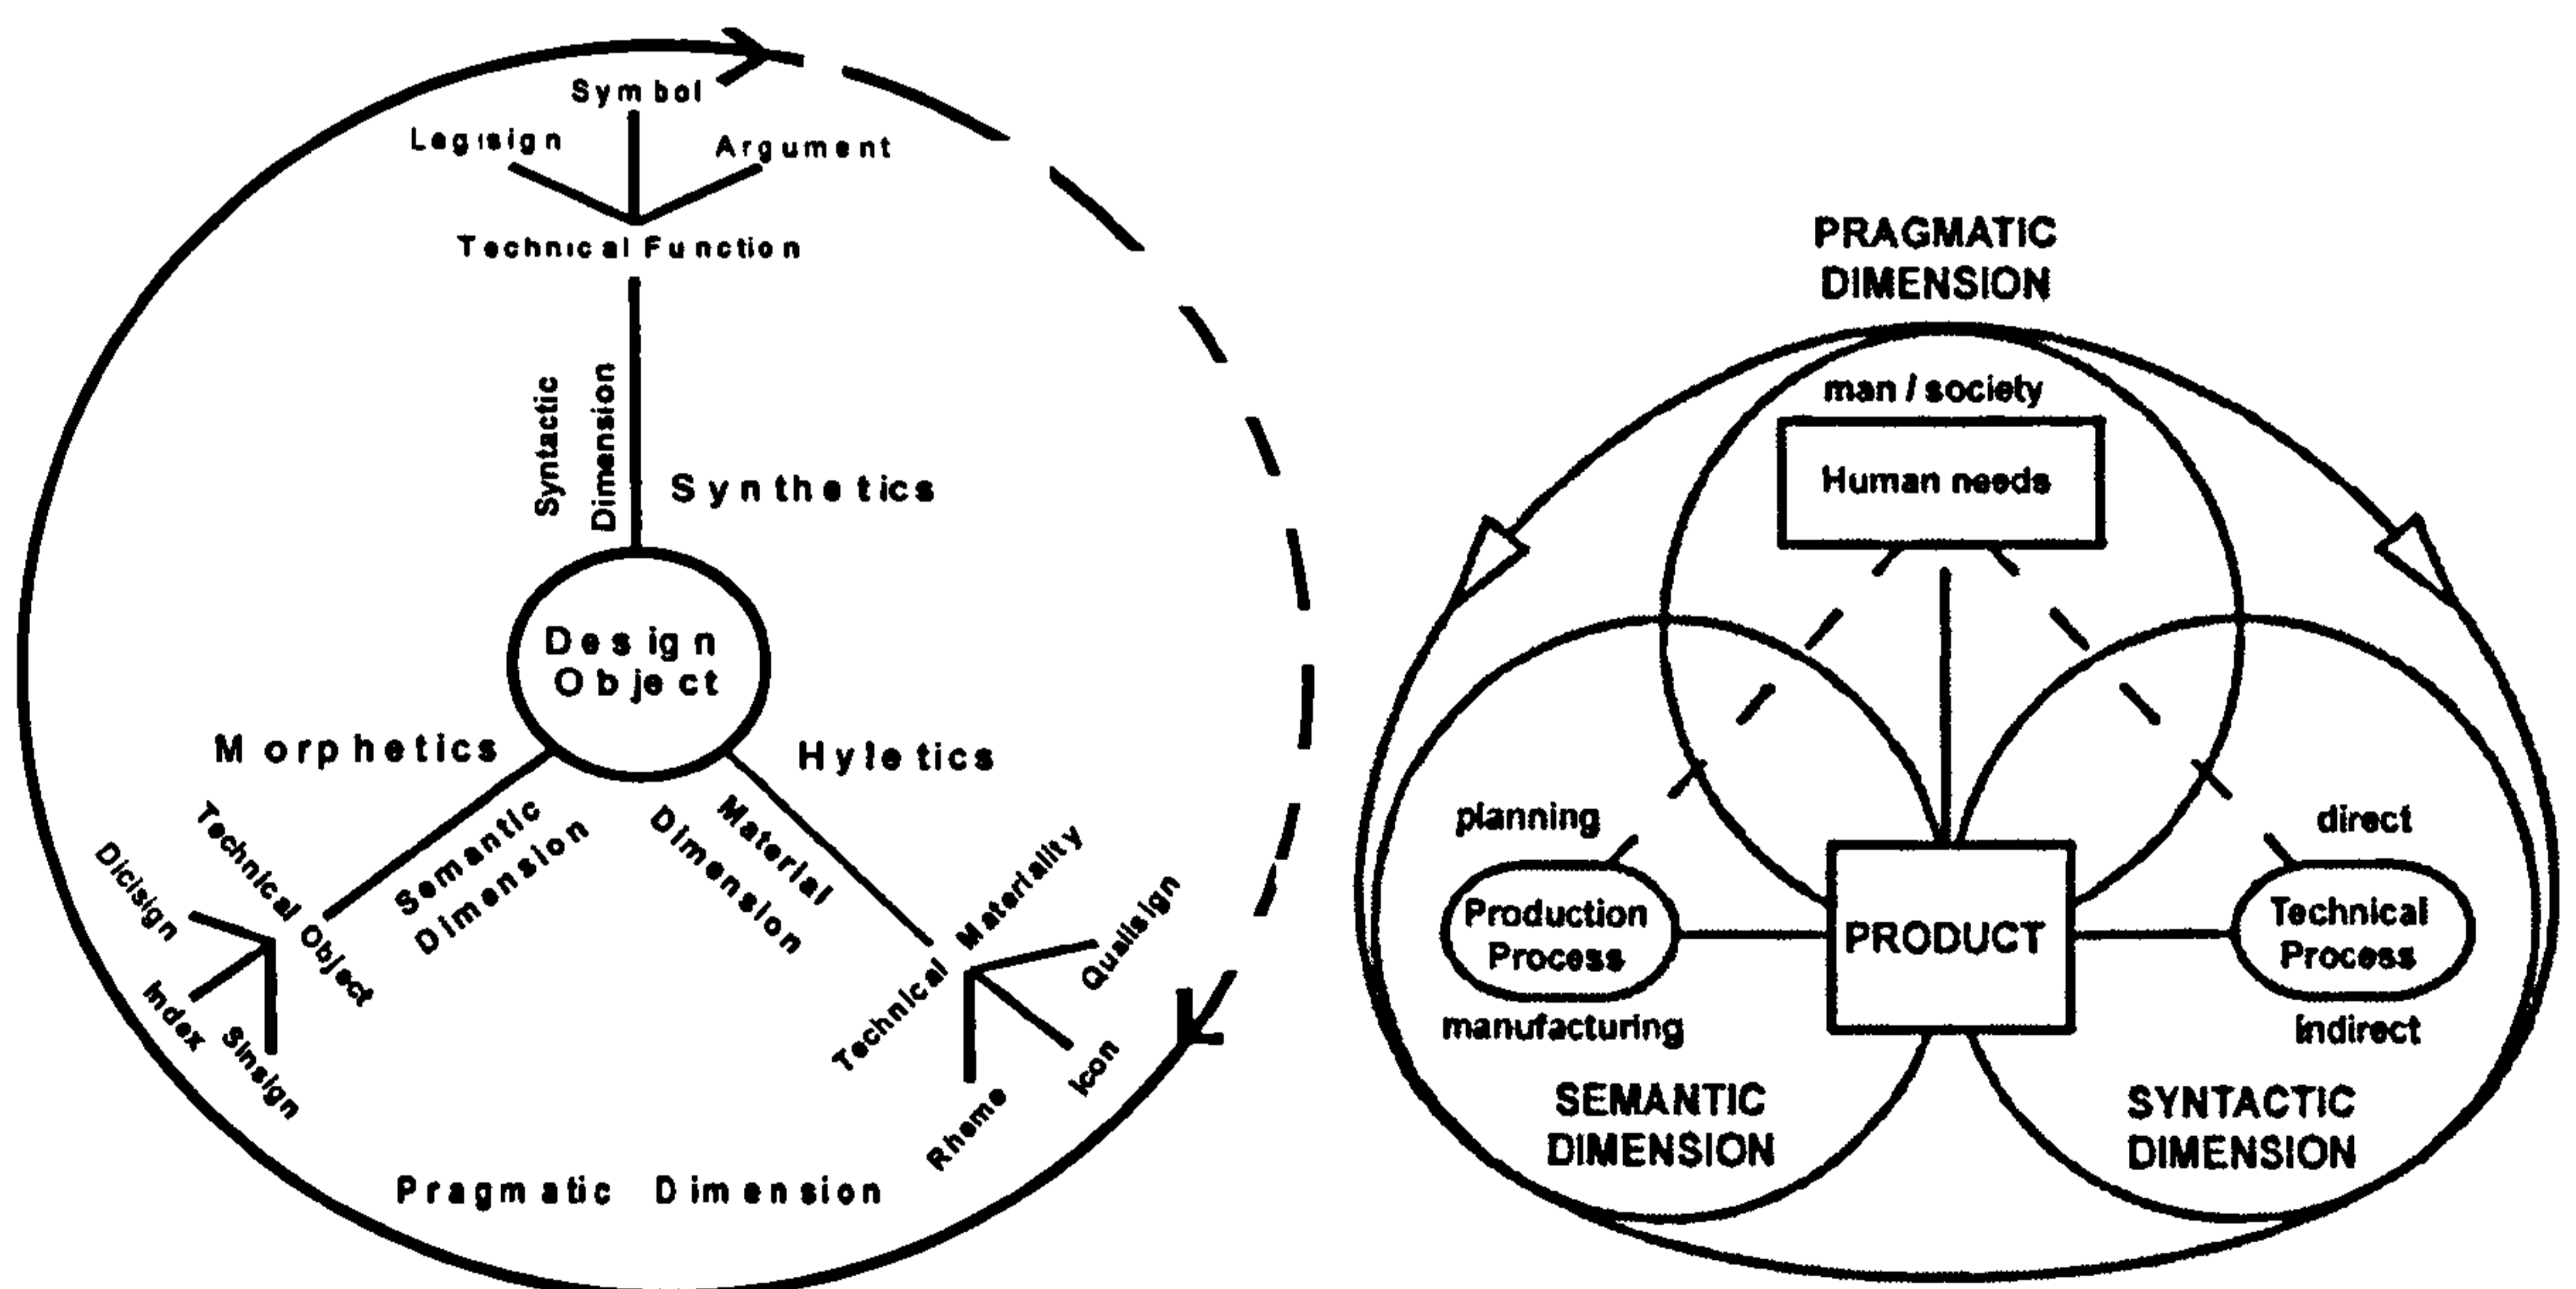 Symbol
Legisign
Argument
Technical Function
Syntactic
Dimension
Synthetics
Design
Object
Morphetics
Hyletics
Technical Object
Semantic
Dimension
Dicisign
Index
Sinsign
Material
Dimension
Technical Materiality
Qualisign
Icon
Rheme
Pragmatic Dimension
PRAGMATIC
DIMENSION
man / society
Human needs
planning
Production
Process
manufacturing
PRODUCT
direct
Technical
Process
indirect
SEMANTIC
DIMENSION
SYNTACTIC
DIMENSION